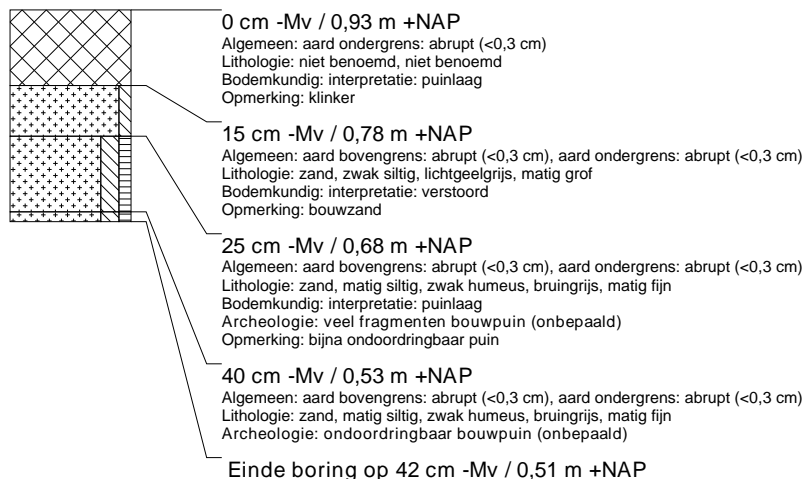 0 cm -Mv / 0,93 m +NAP
Algemeen: aard ondergrens: abrupt (<0,3 cm)
Lithologie: niet benoemd, niet benoemd
Bodemkundig: interpretatie: puinlaag
Opmerking: klinker
15 cm -Mv / 0,78 m +NAP
Algemeen: aard bovengrens: abrupt (<0,3 cm), aard ondergrens: abrupt (<0,3 cm)
Lithologie: zand, zwak siltig, lichtgeelgrijs, matig grof
Bodemkundig: interpretatie: verstoord
Opmerking: bouwzand
25 cm -Mv / 0,68 m +NAP
Algemeen: aard bovengrens: abrupt (<0,3 cm), aard ondergrens: abrupt (<0,3 cm)
Lithologie: zand, matig siltig, zwak humeus, bruingrijs, matig fijn
Bodemkundig: interpretatie: puinlaag
Archeologie: veel fragmenten bouwpuin (onbepaald)
Opmerking: bijna ondoordringbaar puin
40 cm -Mv / 0,53 m +NAP
Algemeen: aard bovengrens: abrupt (<0,3 cm), aard ondergrens: abrupt (<0,3 cm)
Lithologie: zand, matig siltig, zwak humeus, bruingrijs, matig fijn
Archeologie: ondoordringbaar bouwpuin (onbepaald)
Einde boring op 42 cm -Mv / 0,51 m +NAP